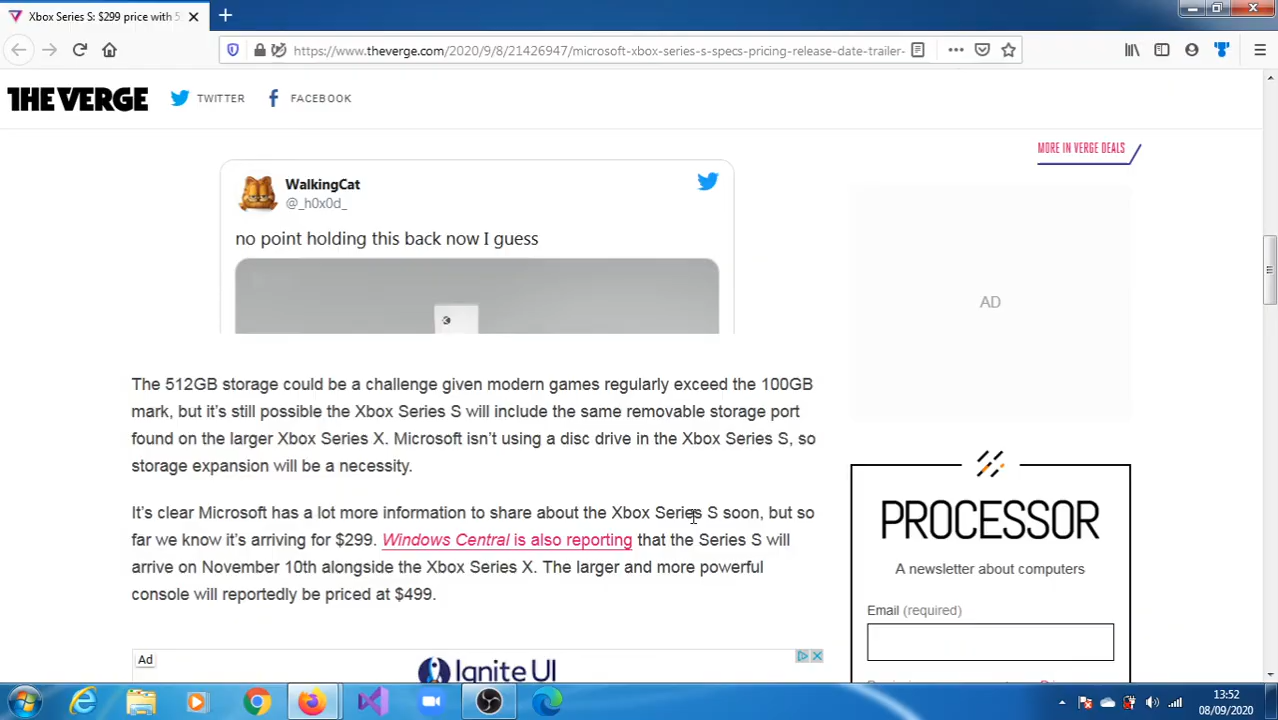 Xbox Series S: $299 price with 5
https://www.theverge.com/2020/9/8/21426947/microsoft-xbox-series-s-specs-pricing-release-date-trailer-
THE VERGE
TWITTER
FACEBOOK
MORE IN VERGE DEALS
WalkingCat
@_h0x0d_
no point holding this back now I guess
AD
The 512GB storage could be a challenge given modern games regularly exceed the 100GB
mark, but it’s still possible the Xbox Series S will include the same removable storage port
found on the larger Xbox Series X. Microsoft isn’t using a disc drive in the Xbox Series S, so
storage expansion will be a necessity.
It’s clear Microsoft has a lot more information to share about the Xbox Series S soon, but so
far we know it’s arriving for $299. Windows Central is also reporting that the Series S will
arrive on November 10th alongside the Xbox Series X. The larger and more powerful
console will reportedly be priced at $499.
PROCESSOR
A newsletter about computers
Email (required)
Ad
Ignite UI
13:52
08/09/2020